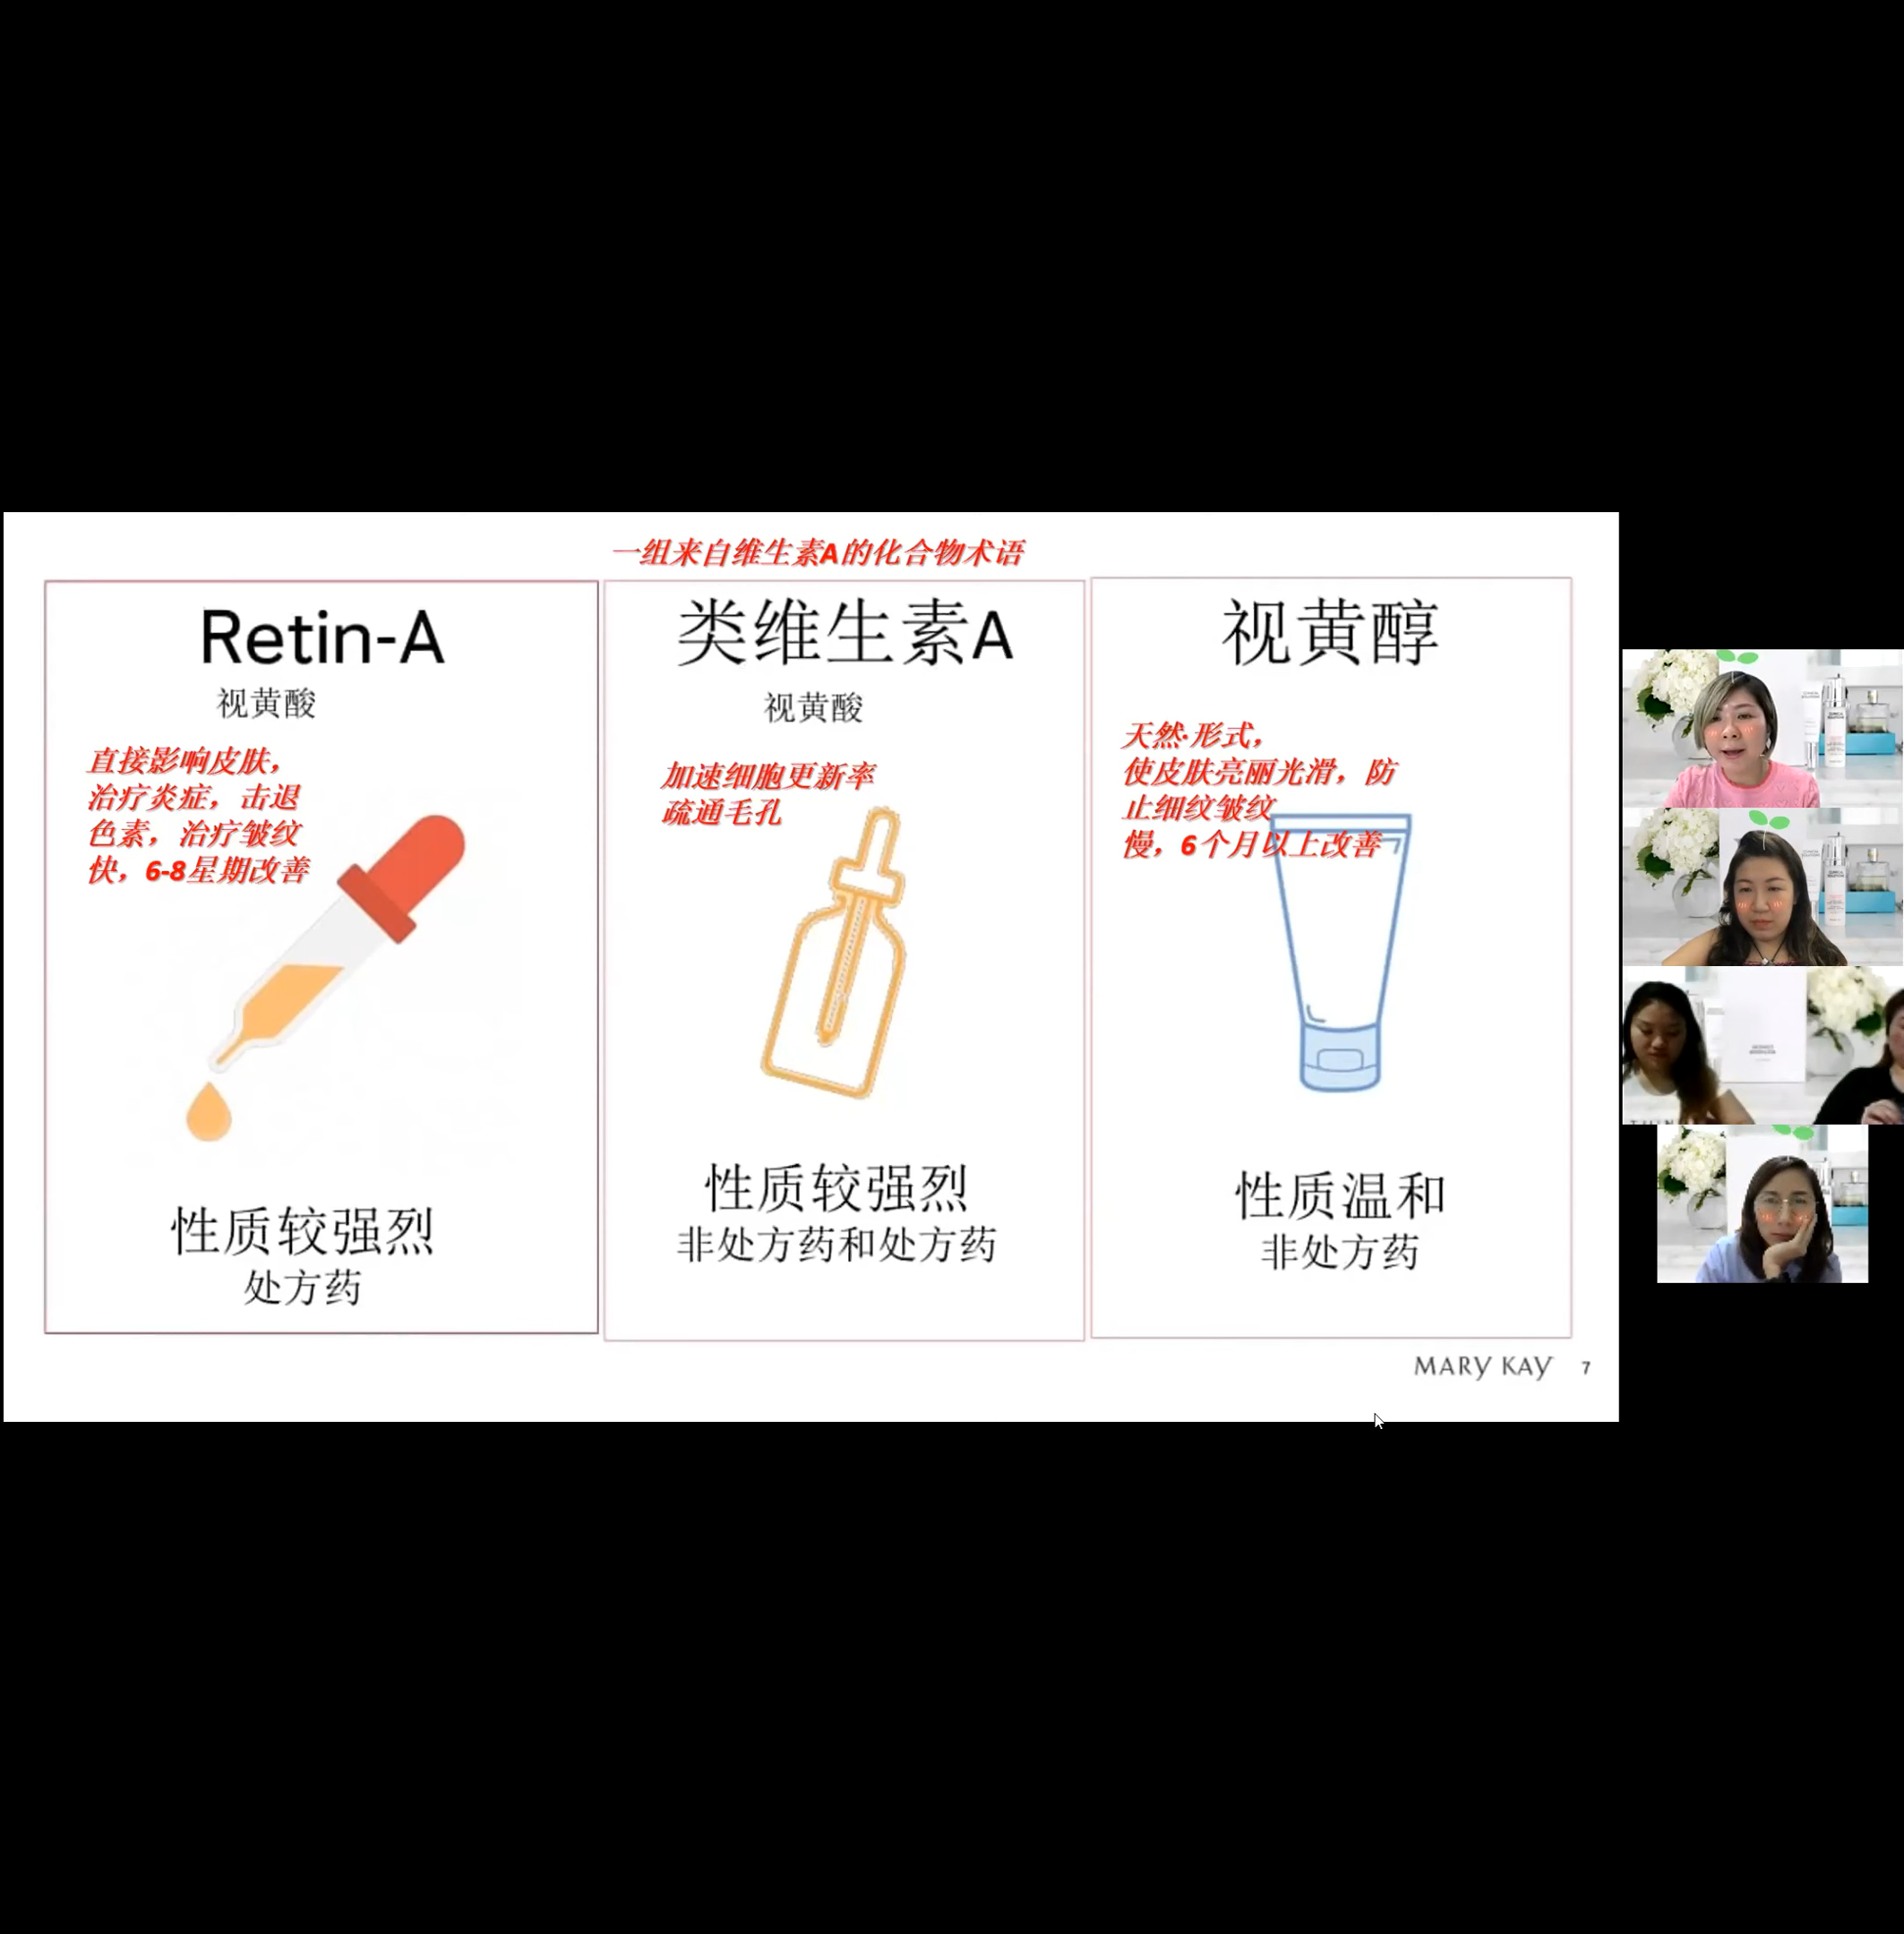 一组来自维生素A的化合物术语
Retin-A
视黄酸
直接影响皮肤，
治疗炎症，击退
色素，治疗皱纹
快，6-8星期改善
性质较强烈
处方药
类维生素A
视黄酸
加速细胞更新率
疏通毛孔
性质较强烈
非处方药和处方药
视黄醇
天然·形式，
使皮肤亮丽光滑，防
止细纹皱纹
慢，6个月以上改善
性质温和
非处方药
MARY KAY 7